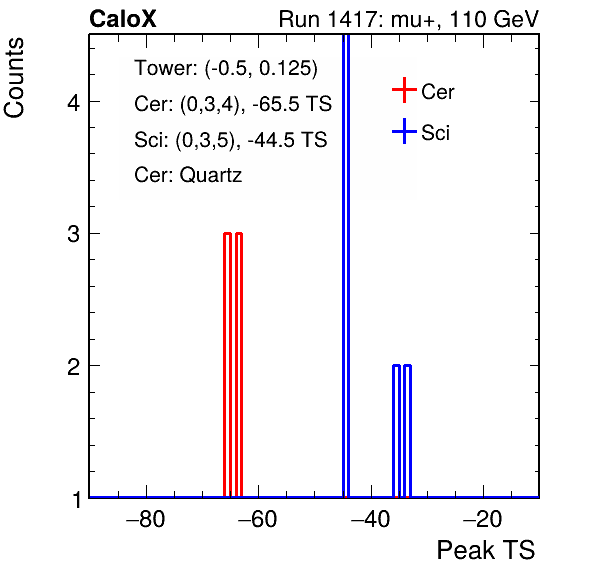 CaloX Run 1417: mu+, 110 GeV
Counts
Tower: (-0.5, 0.125)
Cer: (0,3,4), -65.5 TS
Sci: (0,3,5), -44.5 TS
Cer: Quartz
Cer
Sci
4
3
2
1
−80 −60 −40 −20
Peak TS